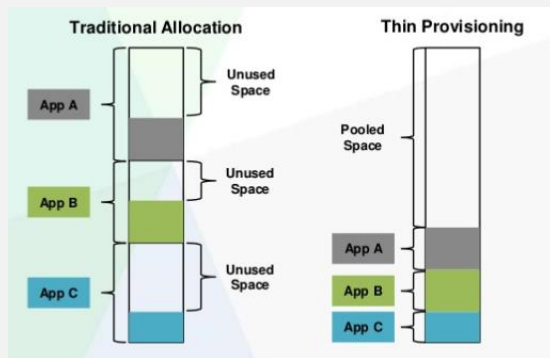 Traditional Allocation
Thin Provisioning
App A
Unused
Space
App B
Unused
Space
App C
Unused
Space
Pooled
Space
App A
App B
App C